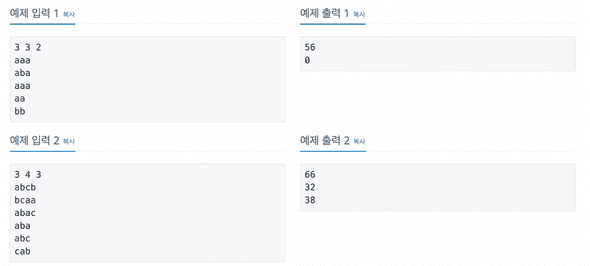 예제 입력 1 복사
3 3 2
aaa
aba
aaa
aa
bb
예제 출력 1 복사
56
0
예제 입력 2 복사
3 4 3
abcb
bcaa
abac
aba
abc
cab
예제 출력 2 복사
66
32
38